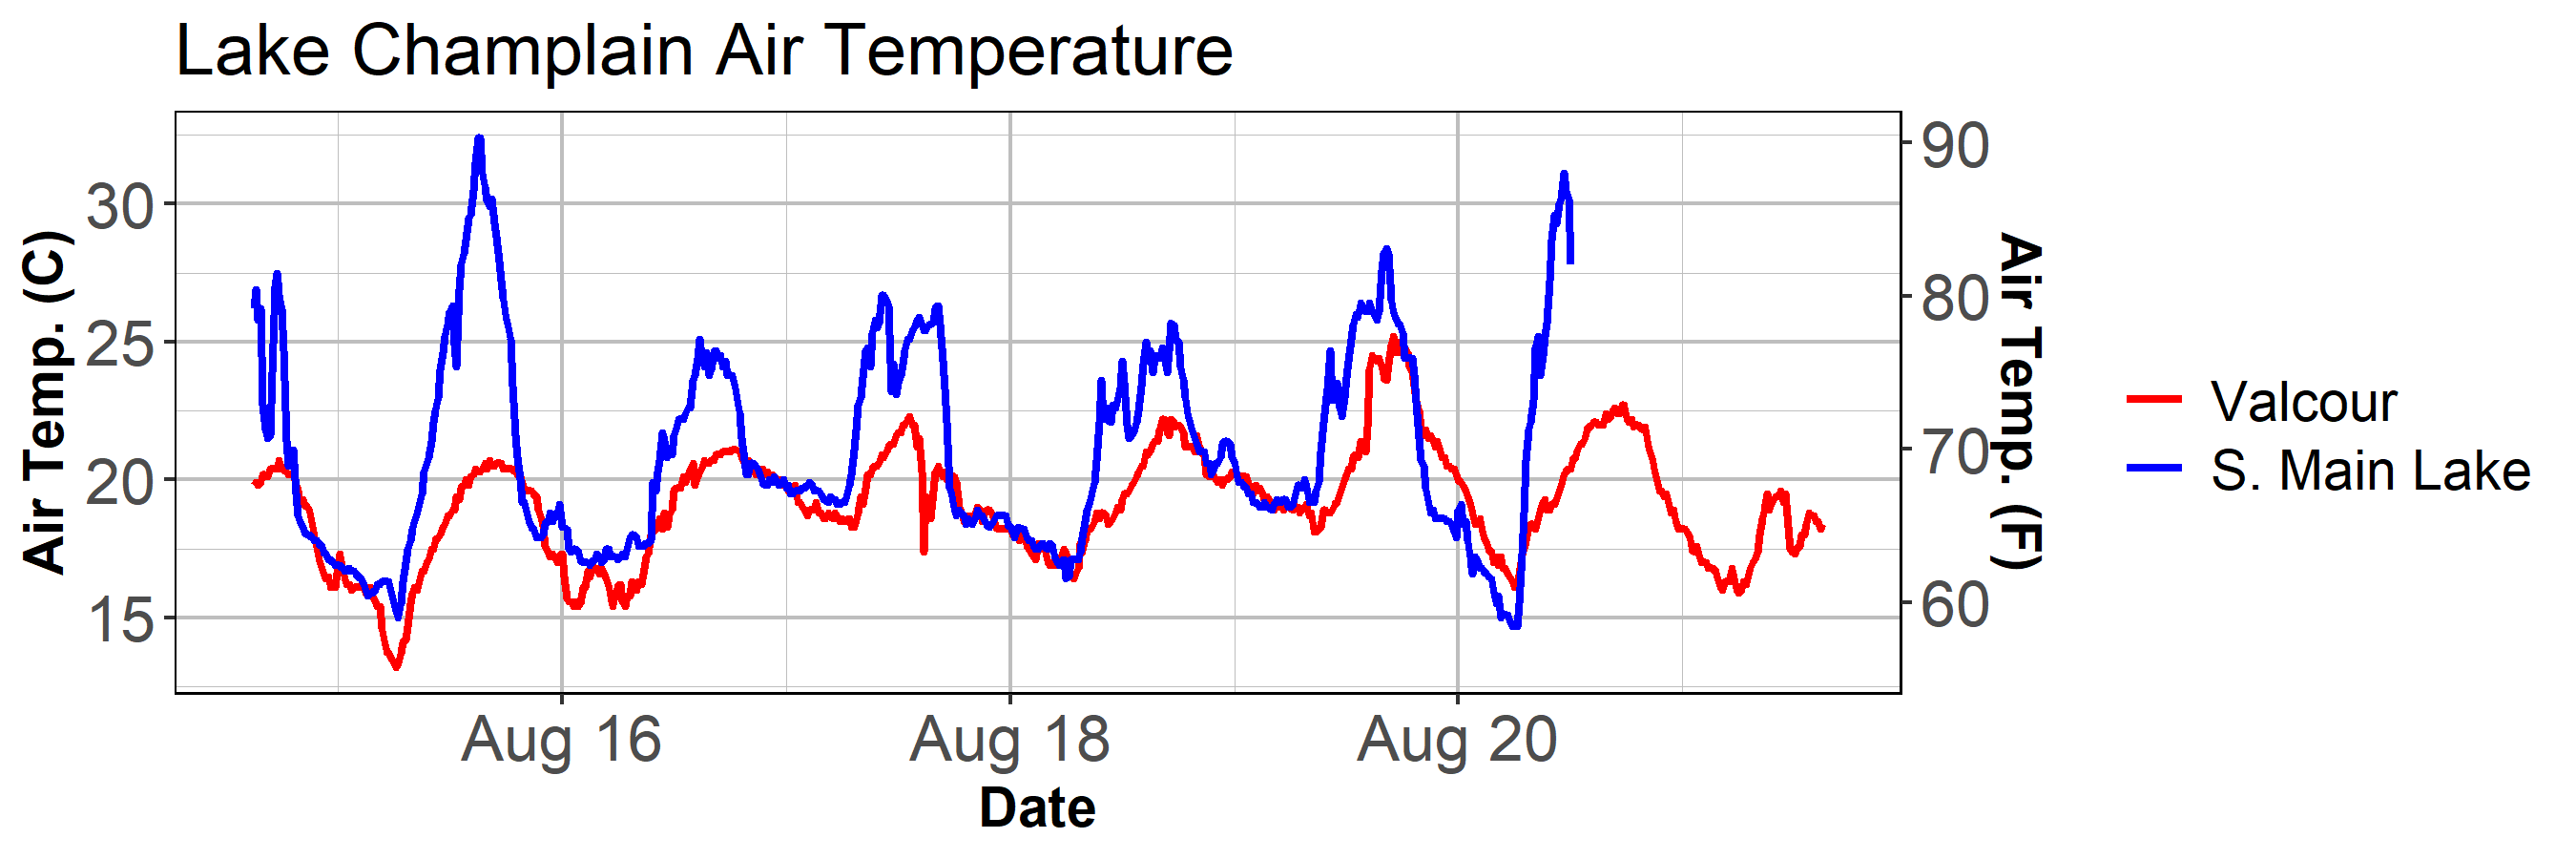 Lake Champlain Air Temperature
Air Temp. (C)
30
25
20
15
90
80
70
60
Air Temp. (F)
Aug 16
Aug 18
Aug 20
Date
Valcour
S. Main Lake